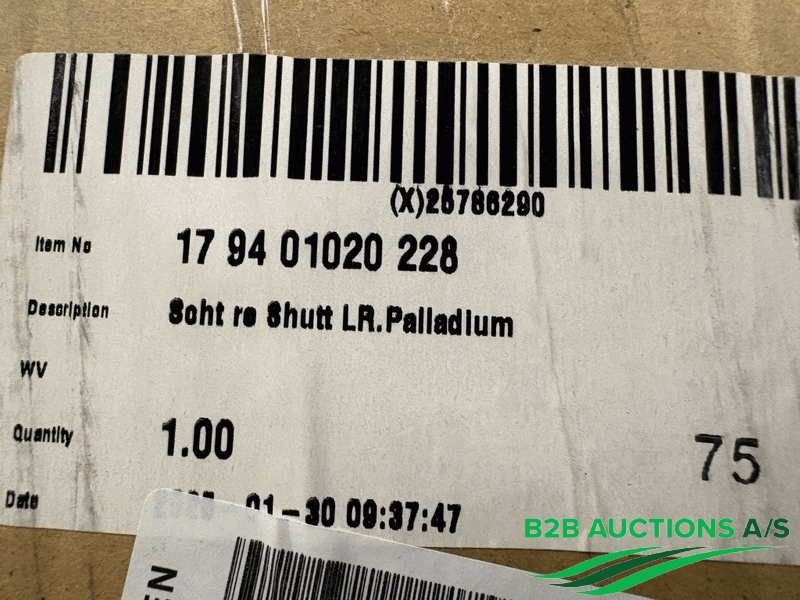 (X)25786290
Item No 17 94 01020 228
Description Scht re Shutt LR.Palladium
WV
Quantity 1.00
75
Date 01-30 09:37:47
B2B AUCTIONS A/S
EN